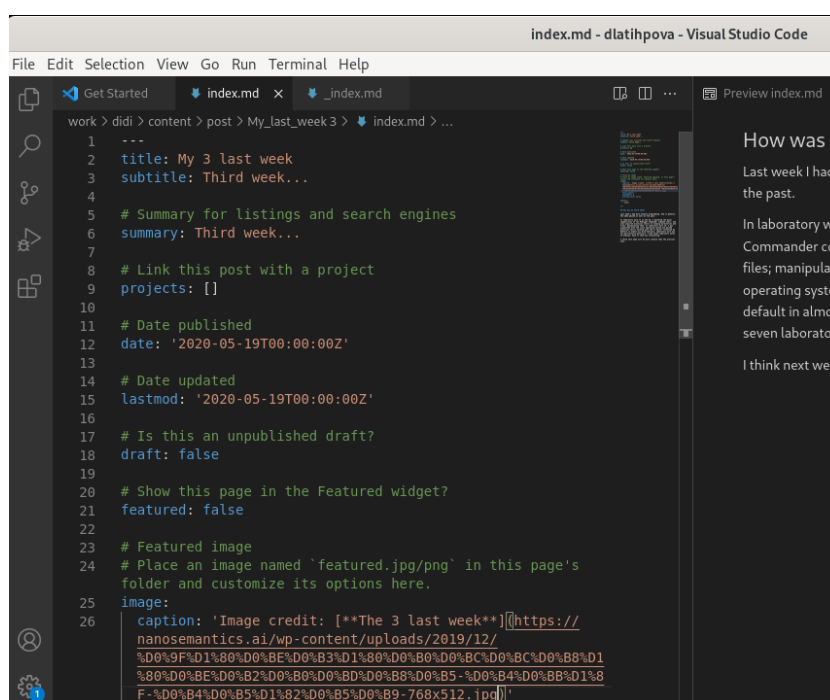 index.md - dlatihpova - Visual Studio Code
File Edit Selection View Go Run Terminal Help
Get Started index.md × _index.md
Preview index.md
work > didi > content > post > My_last_week 3 > index.md > ...
1 ---
2 title: My 3 last week
3 subtitle: Third week...
4
5 # Summary for listings and search engines
6 summary: Third week...
7
8 # Link this post with a project
9 projects: []
10
11 # Date published
12 date: '2020-05-19T00:00:00Z'
13
14 # Date updated
15 lastmod: '2020-05-19T00:00:00Z'
16
17 # Is this an unpublished draft?
18 draft: false
19
20 # Show this page in the Featured widget?
21 featured: false
22
23 # Featured image
24 # Place an image named `featured.jpg/png` in this page's
folder and customize its options here.
25 image:
26 caption: 'Image credit: [**The 3 last week**](https://
nanosemantics.ai/wp-content/uploads/2019/12/
%D0%9F%D1%80%D0%BE%D0%B3%D1%80%D0%B0%D0%BC%D0%BC%D0%B8%D1
%80%D0%BE%D0%B2%D0%B0%D0%BD%D0%B8%D0%B5-%D0%B4%D0%BB%D1%8
F-%D0%B4%D0%B5%D1%82%D0%B5%D0%B9-768x512.jpg)'
1
How was
Last week I had
the past.
In laboratory w
Commander co
files; manipula
operating syste
default in almo
seven laborato
I think next we